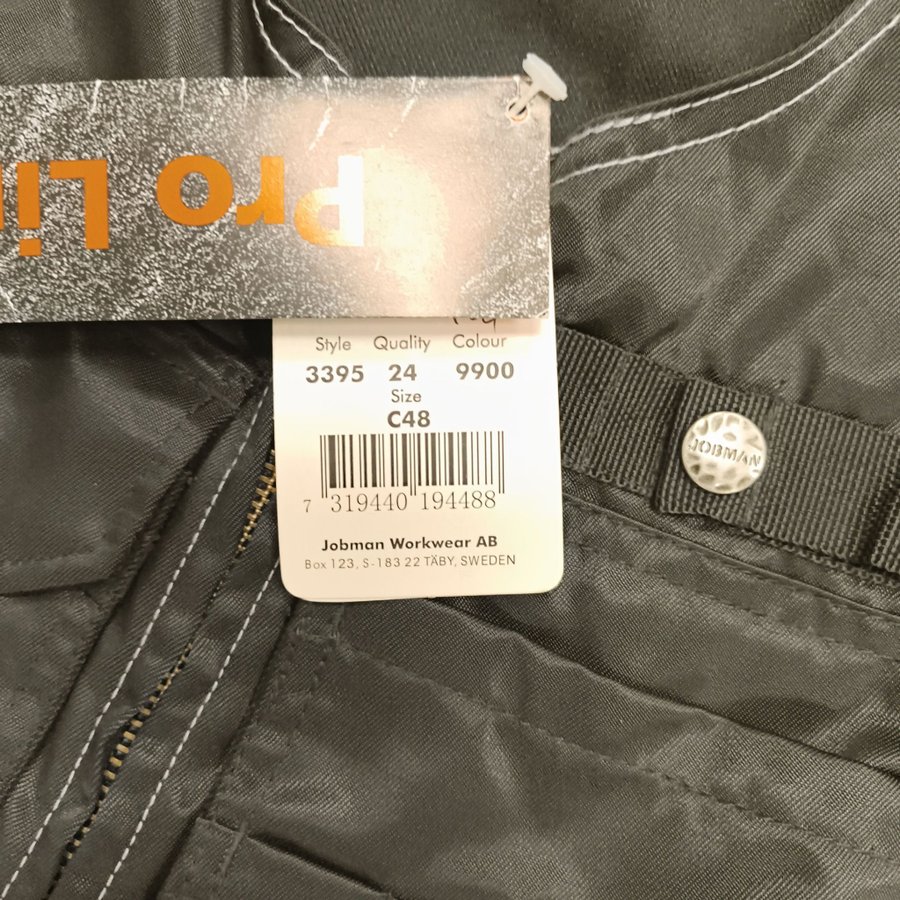 Pro Li
Style Quality Colour
3395 24 9900
Size
C48
7 319440 194488
Jobman Workwear AB
Box 123, S-183 22 TÄBY, SWEDEN
JOBMAN